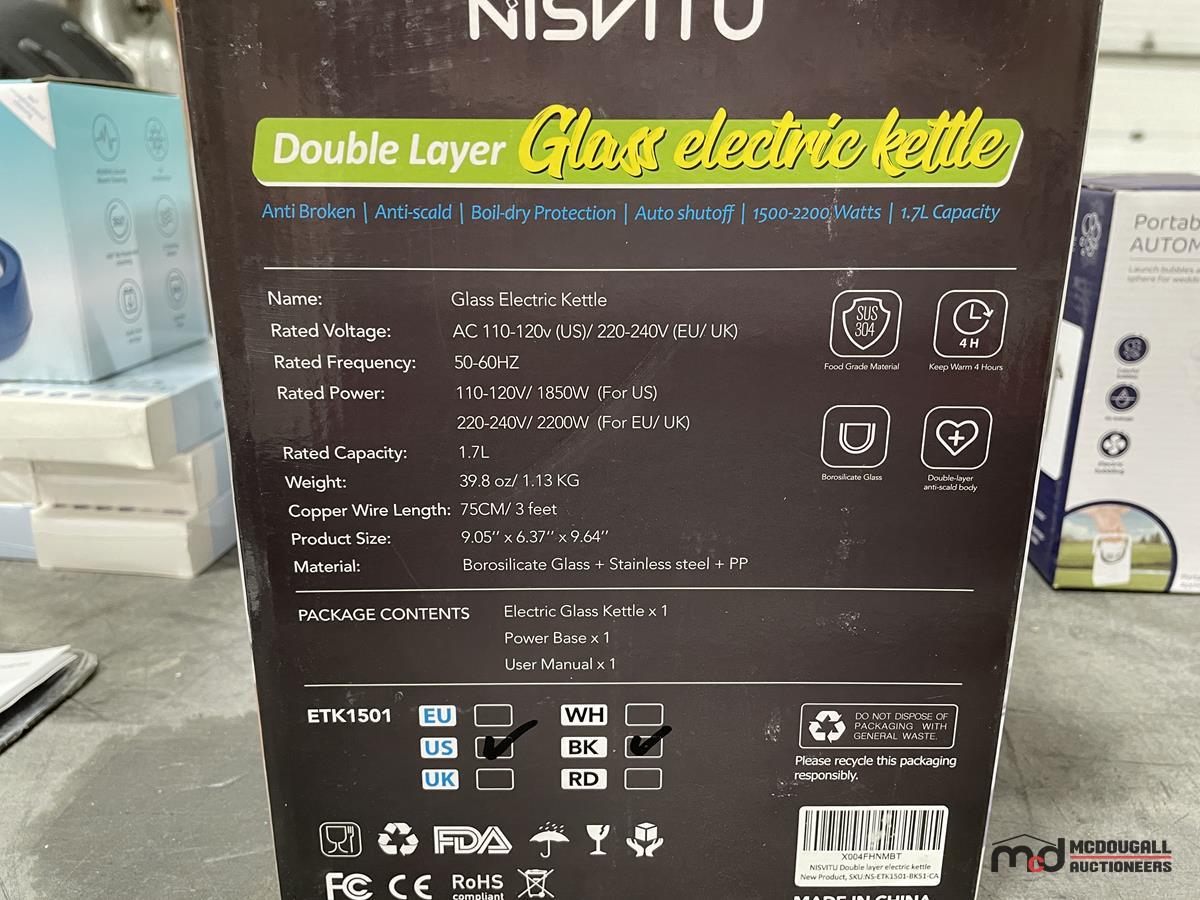 NISVITU
Double Layer Glass electric kettle
Anti Broken | Anti-scald | Boil-dry Protection | Auto shutoff | 1500-2200 Watts | 1.7L Capacity
Name: Glass Electric Kettle
Rated Voltage: AC 110-120v (US)/ 220-240V (EU/ UK)
Rated Frequency: 50-60HZ
Rated Power: 110-120V/ 1850W (For US)
220-240V/ 2200W (For EU/ UK)
Rated Capacity: 1.7L
Weight: 39.8 oz/ 1.13 KG
Copper Wire Length: 75CM/ 3 feet
Product Size: 9.05’’ x 6.37’’ x 9.64’’
Material: Borosilicate Glass + Stainless steel + PP
SUS
304
Food Grade Material
4H
Keep Warm 4 Hours
Borosilicate Glass
Double-layer
anti-scald body
PACKAGE CONTENTS Electric Glass Kettle x 1
Power Base x 1
User Manual x 1
ETK1501 EU WH
US BK
UK RD
DO NOT DISPOSE OF
PACKAGING WITH
GENERAL WASTE.
Please recycle this packaging
responsibly.
FDA
FC CE RoHS
compliant
X004FHNMBT
NISVITU Double layer electric kettle
New Product, SKU:NS-ETK1501-BK51-CA
MADE IN CHINA
Portab
AUTOM
Launch bubbles a
sphere for wedd
mcd MCDOUGALL
AUCTIONEERS